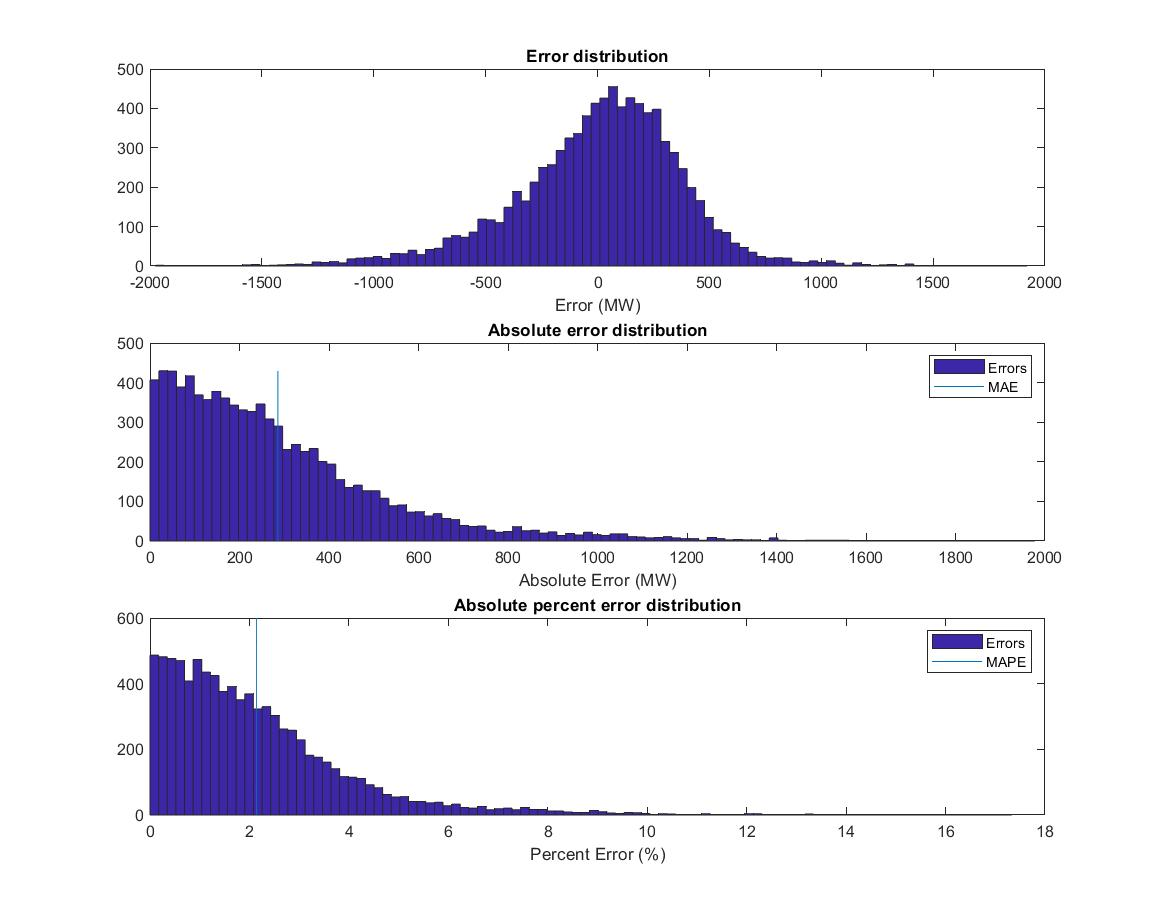 Error distribution
500
400
300
200
100
0
-2000 -1500 -1000 -500 0 500 1000 1500 2000
Error (MW)
Absolute error distribution
500
400
300
200
100
0
Errors
MAE
0 200 400 600 800 1000 1200 1400 1600 1800 2000
Absolute Error (MW)
Absolute percent error distribution
600
400
200
0
Errors
MAPE
0 2 4 6 8 10 12 14 16 18
Percent Error (%)